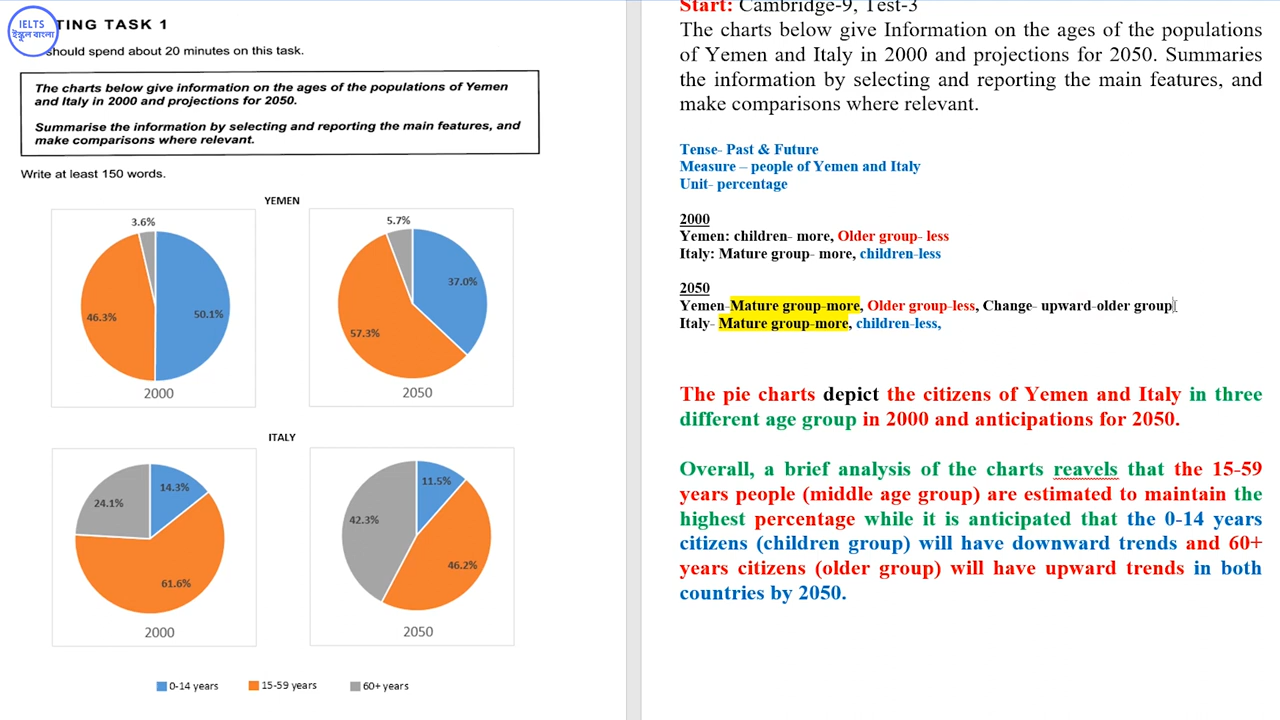 IELTS
ইস্কুল বাংলা
TING TASK 1
should spend about 20 minutes on this task.
The charts below give information on the ages of the populations of Yemen
and Italy in 2000 and projections for 2050.
Summarise the information by selecting and reporting the main features, and
make comparisons where relevant.
Write at least 150 words.
YEMEN
3.6%
46.3%
50.1%
2000
5.7%
37.0%
57.3%
2050
ITALY
14.3%
24.1%
61.6%
2000
11.5%
42.3%
46.2%
2050
0-14 years
15-59 years
60+ years
Start: Cambridge-9, Test-3
The charts below give Information on the ages of the populations
of Yemen and Italy in 2000 and projections for 2050. Summaries
the information by selecting and reporting the main features, and
make comparisons where relevant.
Tense- Past & Future
Measure – people of Yemen and Italy
Unit- percentage
2000
Yemen: children- more, Older group- less
Italy: Mature group- more, children-less
2050
Yemen-Mature group-more, Older group-less, Change- upward-older group
Italy- Mature group-more, children-less,
The pie charts depict the citizens of Yemen and Italy in three
different age group in 2000 and anticipations for 2050.
Overall, a brief analysis of the charts reavels that the 15-59
years people (middle age group) are estimated to maintain the
highest percentage while it is anticipated that the 0-14 years
citizens (children group) will have downward trends and 60+
years citizens (older group) will have upward trends in both
countries by 2050.